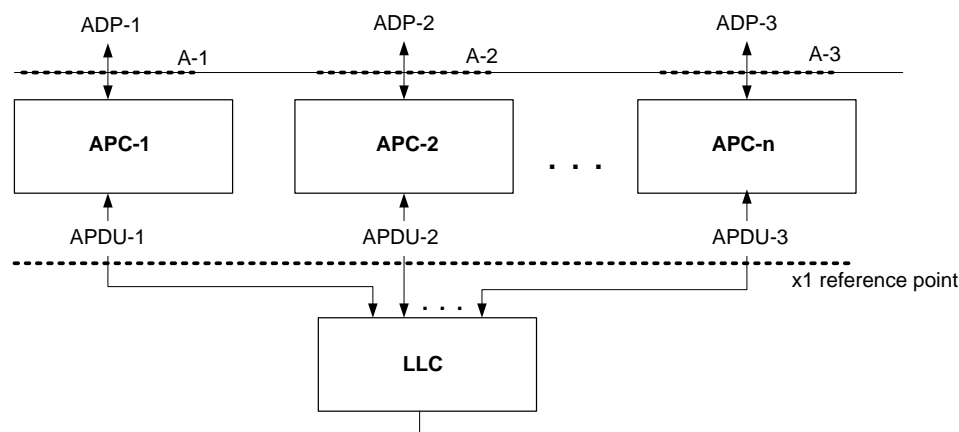 ADP-1 ADP-2 ADP-3
A-1 A-2 A-3
APC-1 APC-2 . . . APC-n
APDU-1 APDU-2 APDU-3
x1 reference point
. . .
LLC